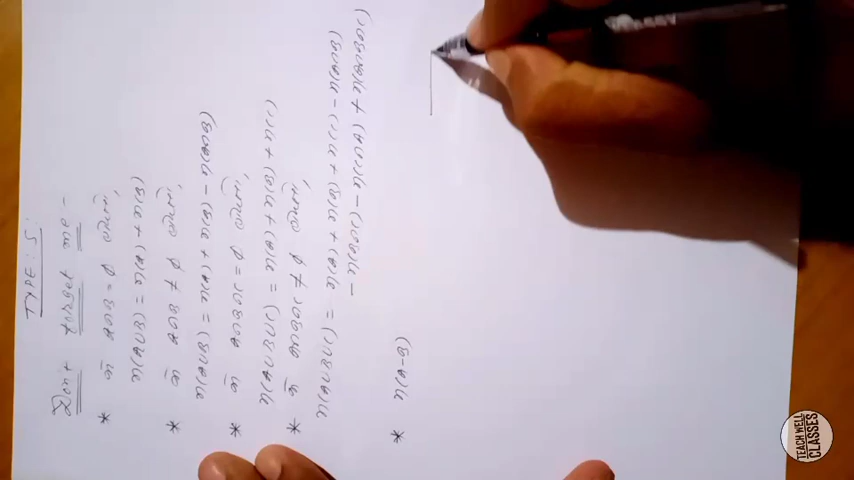 TYPE: 5
Don't forget me -
* A∩B = φ
n(A∪B) = n(A) + n(B)
* A∩B ≠ φ
n(A∪B) = n(A) + n(B) - n(A∩B)
* A∩B∩C = φ
n(A∪B∪C) = n(A) + n(B) + n(C)
* A∩B∩C ≠ φ
n(A∪B∪C) = n(A) + n(B) + n(C) - n(A∩B)
- n(B∩C) - n(C∩A) + n(A∩B∩C)
* n(A-B)
TEACH WELL CLASSES